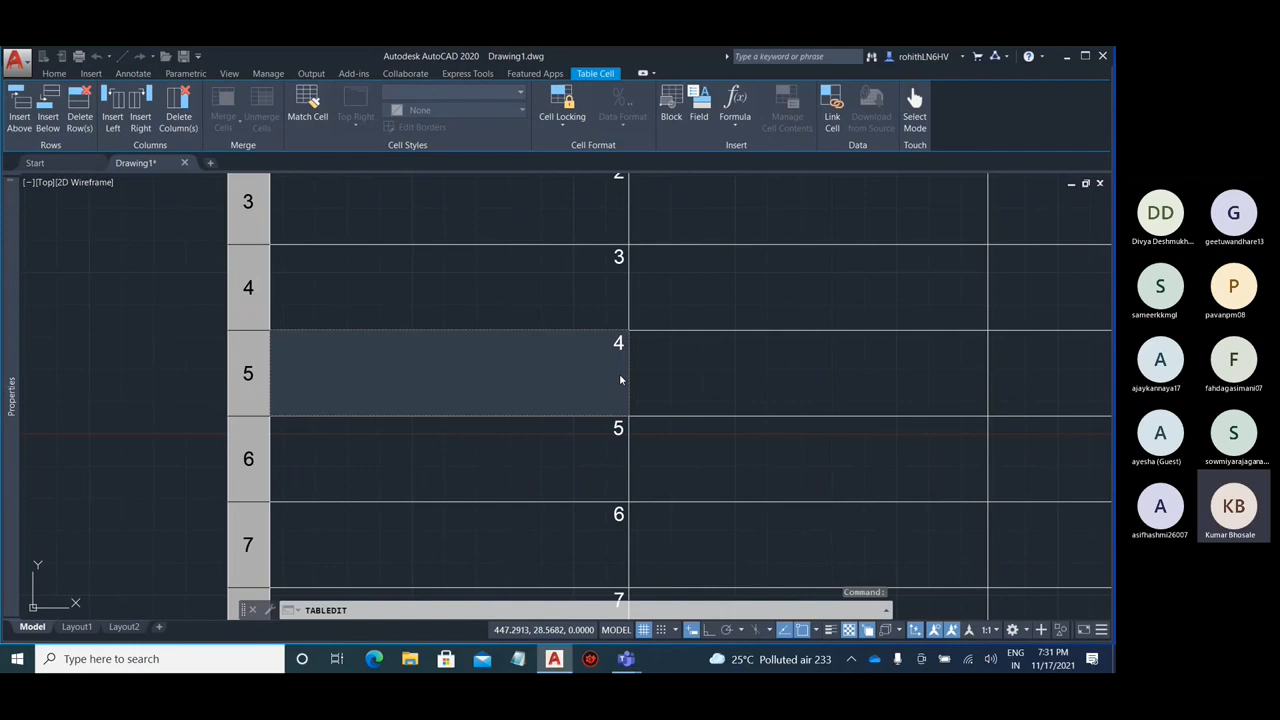 Autodesk AutoCAD 2020 Drawing1.dwg
Type a keyword or phrase
rohithLN6HV
Home Insert Annotate Parametric View Manage Output Add-ins Collaborate Express Tools Featured Apps Table Cell
Insert Above
Insert Below
Delete Row(s)
Insert Left
Insert Right
Delete Column(s)
Merge Cells
Unmerge Cells
Match Cell
Top Right
None
Edit Borders
Cell Locking
Data Format
Block
Field
Formula
Manage Cell Contents
Link Cell
Download from Source
Select Mode
Rows Columns Merge Cell Styles Cell Format Insert Data Touch
Start Drawing1*
[−][Top][2D Wireframe]
2
3
3
4
4
5
5
6
6
7
7
Properties
Y
X
Command:
TABLEDIT
Model Layout1 Layout2
447.2913, 28.5682, 0.0000 MODEL
1:1
Type here to search
25°C Polluted air 233
ENG
IN
7:31 PM
11/17/2021
DD
G
Divya Deshmukh...
geetuwandhare13
S
P
sameerkkmgl
pavanpm08
A
F
ajaykannaya17
fahdagasimani07
A
S
ayesha (Guest)
sowmiyarajagana...
A
KB
asifhashmi26007
Kumar Bhosale